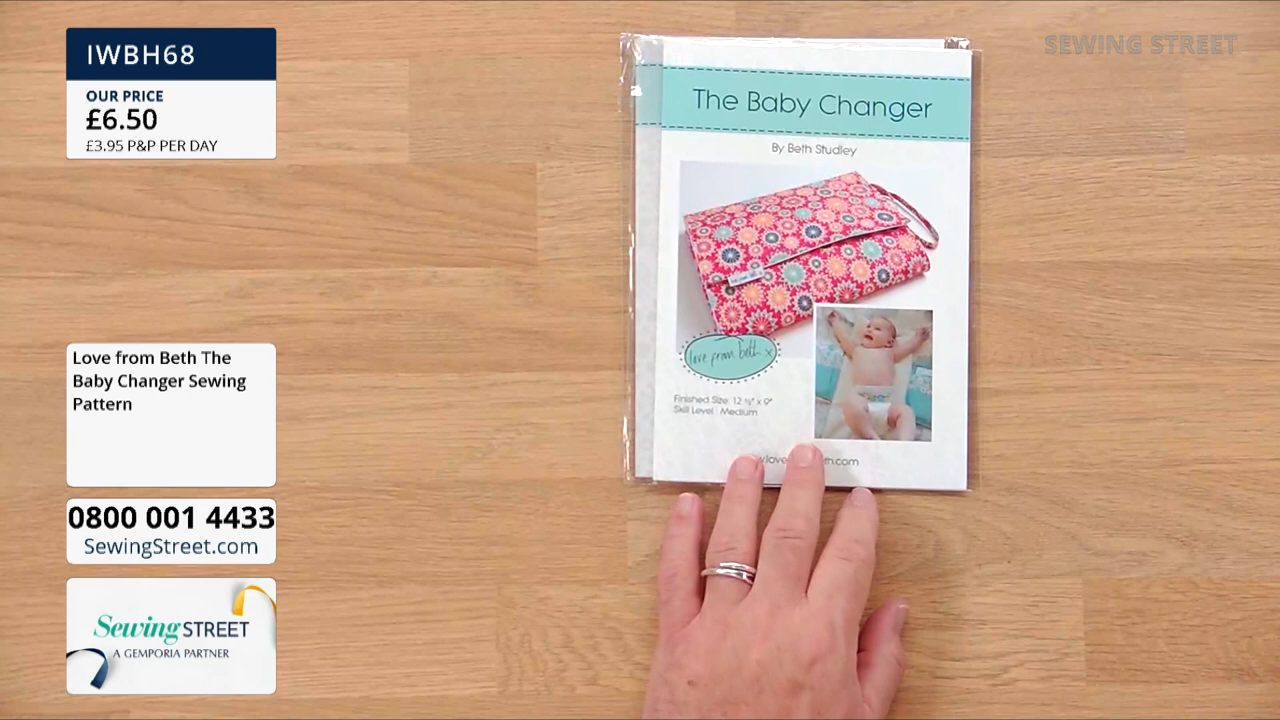 IWBH68
OUR PRICE
£6.50
£3.95 P&P PER DAY
Love from Beth The
Baby Changer Sewing
Pattern
0800 001 4433
SewingStreet.com
Sewing STREET
A GEMPORIA PARTNER
SEWING STREET
The Baby Changer
By Beth Studley
love from beth x
Finished Size: 12 ½" x 9"
Skill Level: Medium